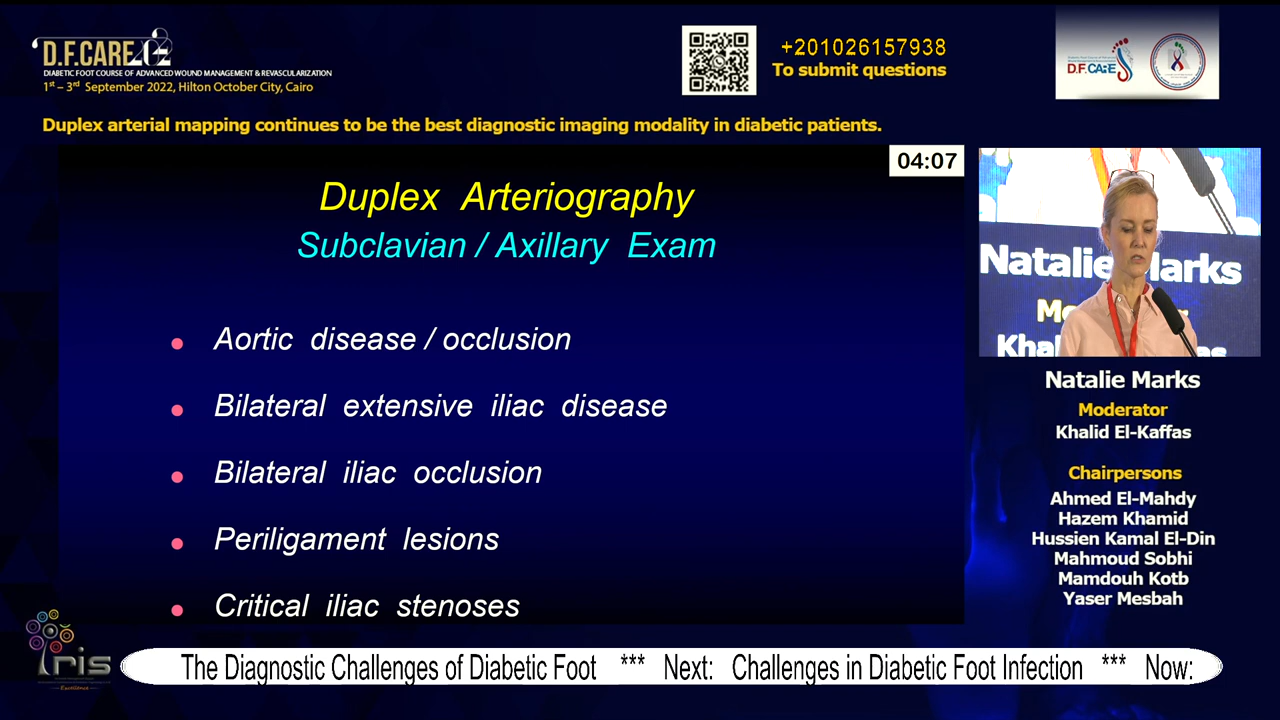 D.F.CARE 2022
DIABETIC FOOT COURSE OF ADVANCED WOUND MANAGEMENT & REVASCULARIZATION
1st – 3rd September 2022, Hilton October City, Cairo
+201026157938
To submit questions
D.F.CARE
Duplex arterial mapping continues to be the best diagnostic imaging modality in diabetic patients.
04:07
Duplex Arteriography
Subclavian / Axillary Exam
• Aortic disease / occlusion
• Bilateral extensive iliac disease
• Bilateral iliac occlusion
• Periligament lesions
• Critical iliac stenoses
Natalie Marks
Natalie Marks
Moderator
Khalid El-Kaffas
Chairpersons
Ahmed El-Mahdy
Hazem Khamid
Hussien Kamal El-Din
Mahmoud Sobhi
Mamdouh Kotb
Yaser Mesbah
iris
Excellence
The Diagnostic Challenges of Diabetic Foot *** Next: Challenges in Diabetic Foot Infection *** Now: